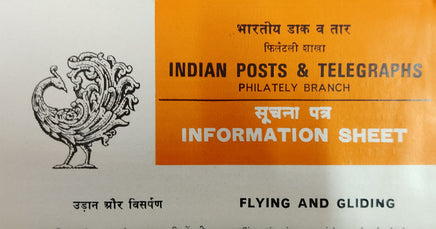 भारतीय डाक व तार
फिलेटली शाखा
INDIAN POSTS & TELEGRAPHS
PHILATELY BRANCH
सूचना पत्र
INFORMATION SHEET
उड़ान और विसर्पण
FLYING AND GLIDING